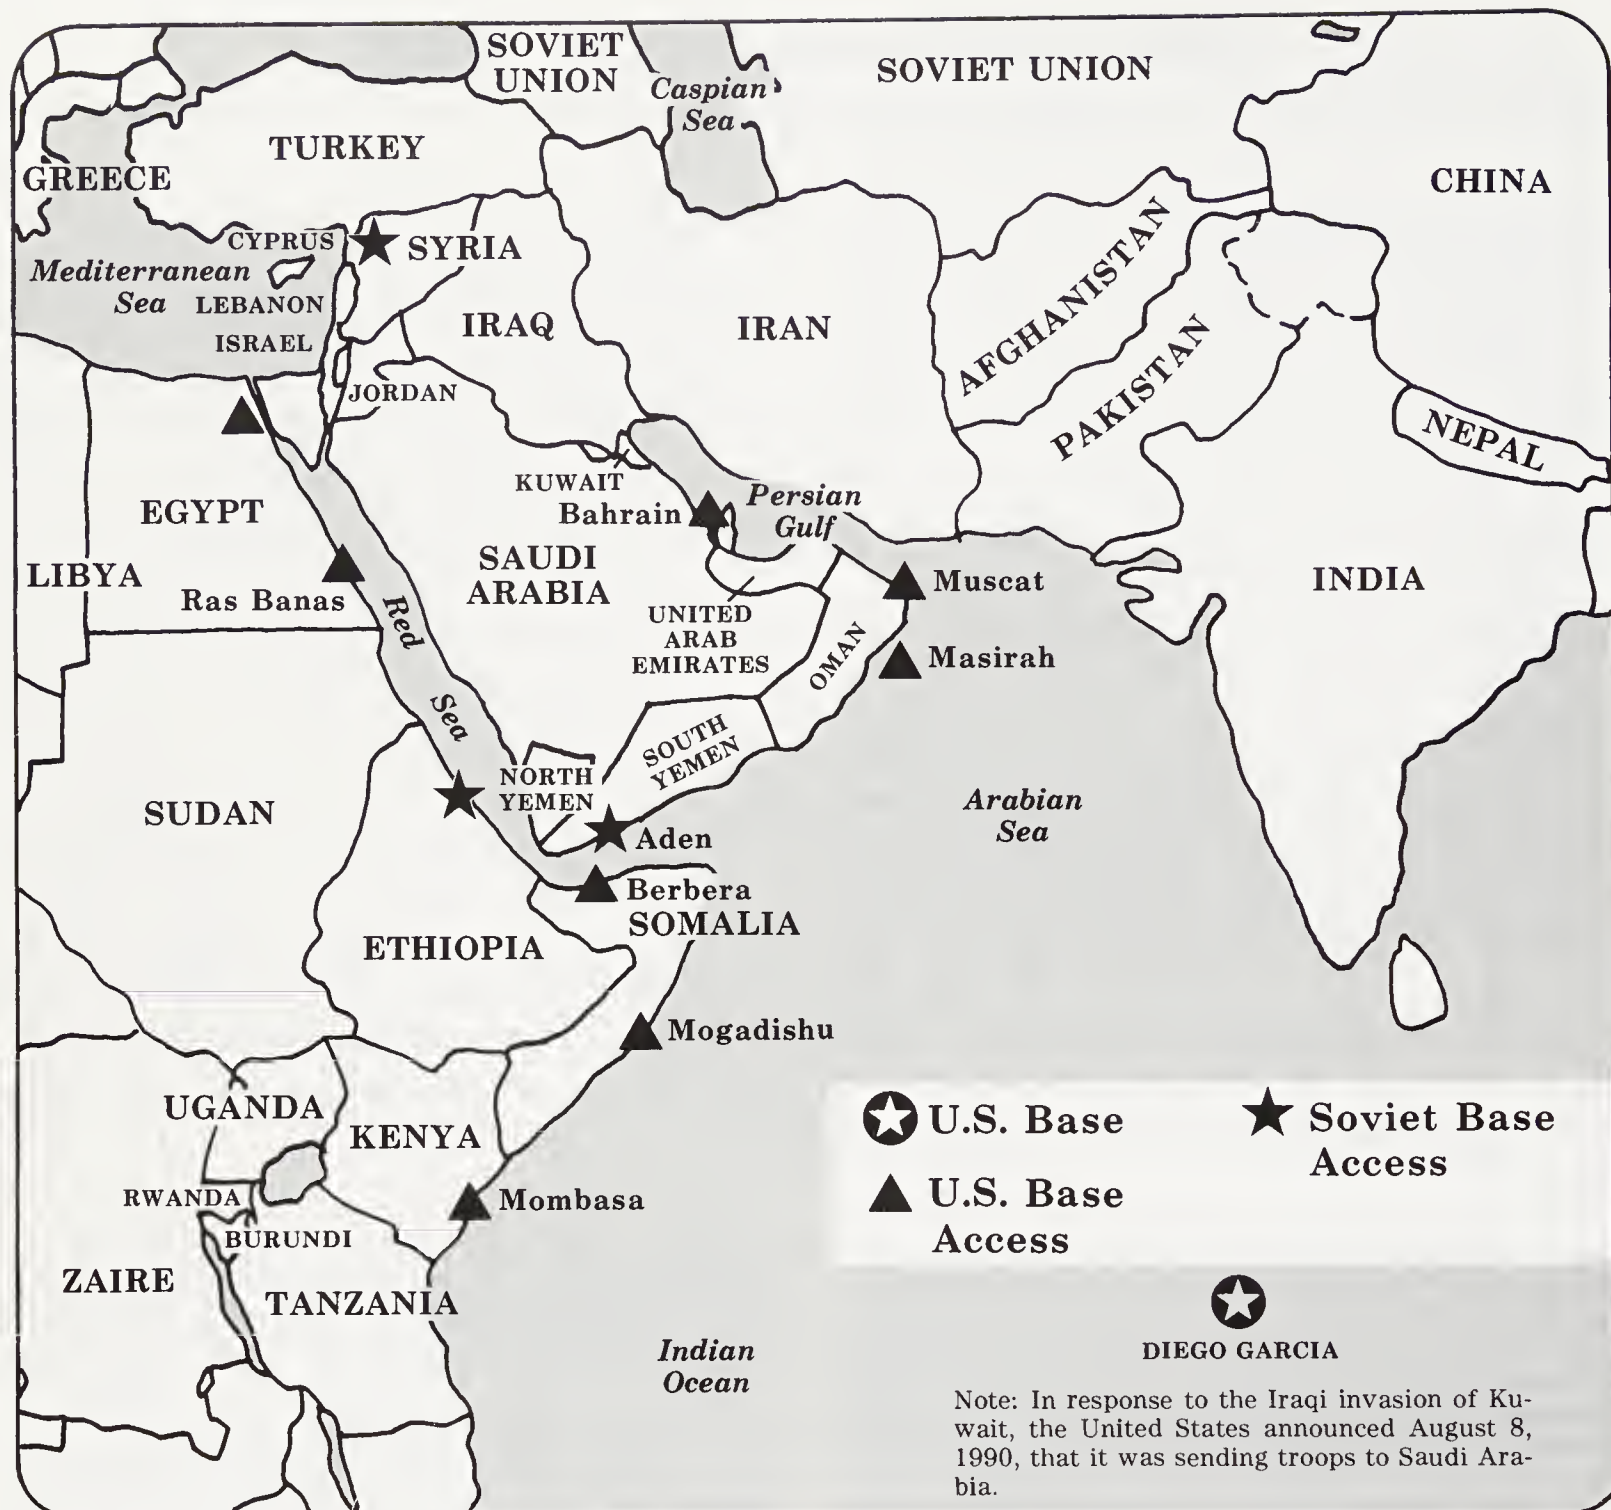 SOVIET
UNION
Caspian
Sea
SOVIET UNION
TURKEY
GREECE
CHINA
CYPRUS
SYRIA
Mediterranean
Sea
LEBANON
ISRAEL
IRAQ
IRAN
AFGHANISTAN
PAKISTAN
JORDAN
NEPAL
KUWAIT
Bahrain
Persian
Gulf
EGYPT
LIBYA
SAUDI
ARABIA
Ras Banas
Red
Sea
UNITED
ARAB
EMIRATES
Muscat
INDIA
OMAN
Masirah
SOUTH
YEMEN
NORTH
YEMEN
SUDAN
Arabian
Sea
Aden
Berbera
SOMALIA
ETHIOPIA
Mogadishu
UGANDA
KENYA
RWANDA
BURUNDI
Mombasa
ZAIRE
TANZANIA
U.S. Base
U.S. Base
Access
Soviet Base
Access
DIEGO GARCIA
Indian
Ocean
Note: In response to the Iraqi invasion of Ku-
wait, the United States announced August 8,
1990, that it was sending troops to Saudi Ara-
bia.